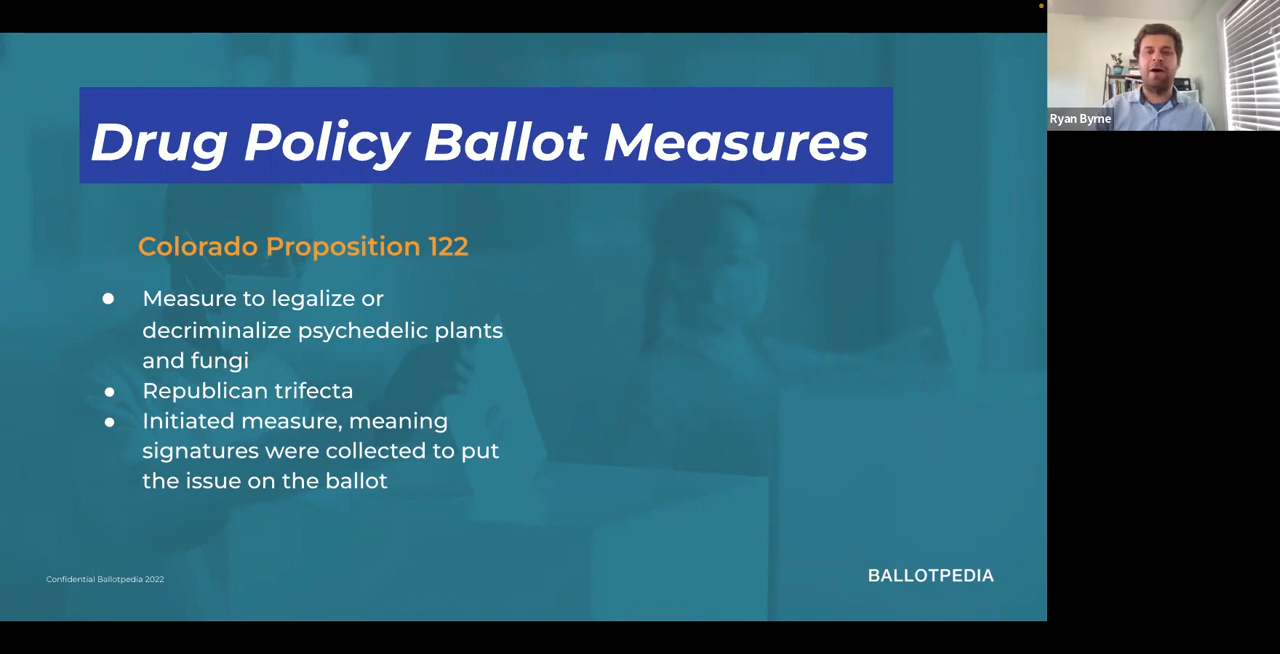 Drug Policy Ballot Measures
Ryan Byrne
Colorado Proposition 122
● Measure to legalize or
decriminalize psychedelic plants
and fungi
● Republican trifecta
● Initiated measure, meaning
signatures were collected to put
the issue on the ballot
Confidential Ballotpedia 2022
BALLOTPEDIA